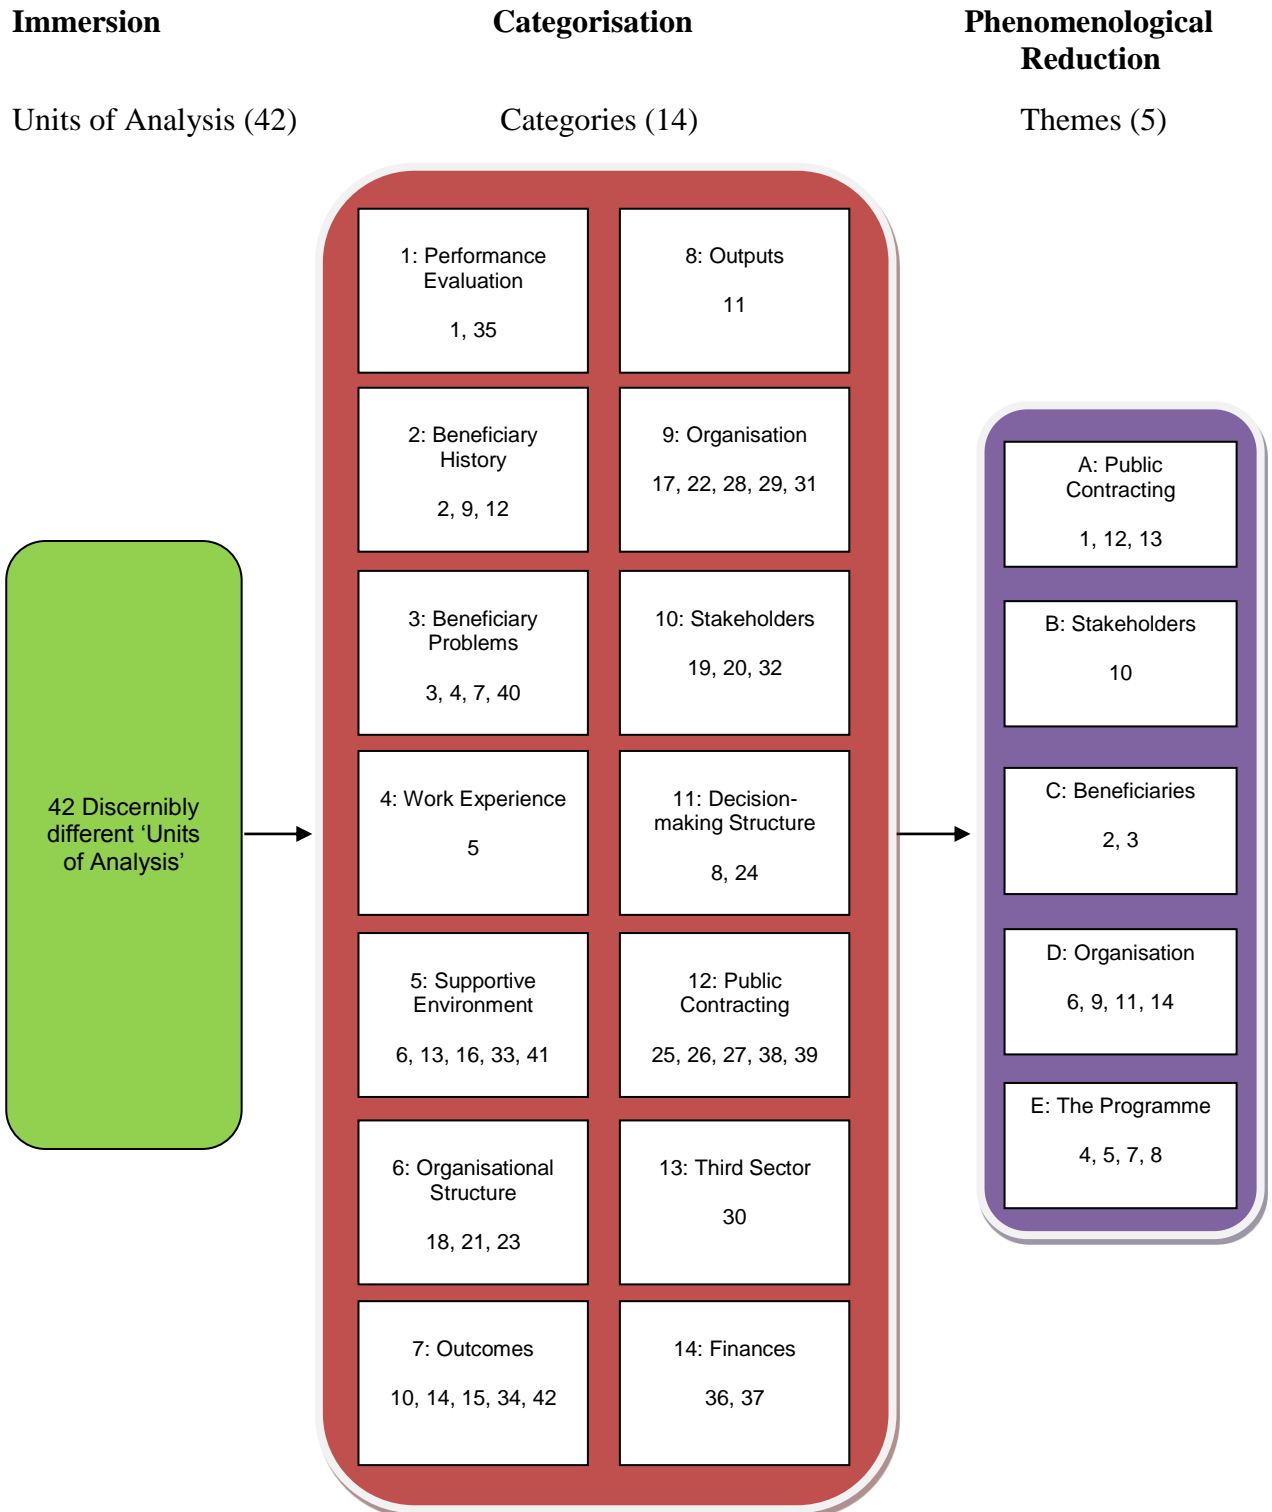 Immersion
Categorisation
Phenomenological
Reduction
Units of Analysis (42)
Categories (14)
Themes (5)
42 Discernibly
different ‘Units
of Analysis’
1: Performance
Evaluation
1, 35
2: Beneficiary
History
2, 9, 12
3: Beneficiary
Problems
3, 4, 7, 40
4: Work Experience
5
5: Supportive
Environment
6, 13, 16, 33, 41
6: Organisational
Structure
18, 21, 23
7: Outcomes
10, 14, 15, 34, 42
8: Outputs
11
9: Organisation
17, 22, 28, 29, 31
10: Stakeholders
19, 20, 32
11: Decision-
making Structure
8, 24
12: Public
Contracting
25, 26, 27, 38, 39
13: Third Sector
30
14: Finances
36, 37
A: Public
Contracting
1, 12, 13
B: Stakeholders
10
C: Beneficiaries
2, 3
D: Organisation
6, 9, 11, 14
E: The Programme
4, 5, 7, 8